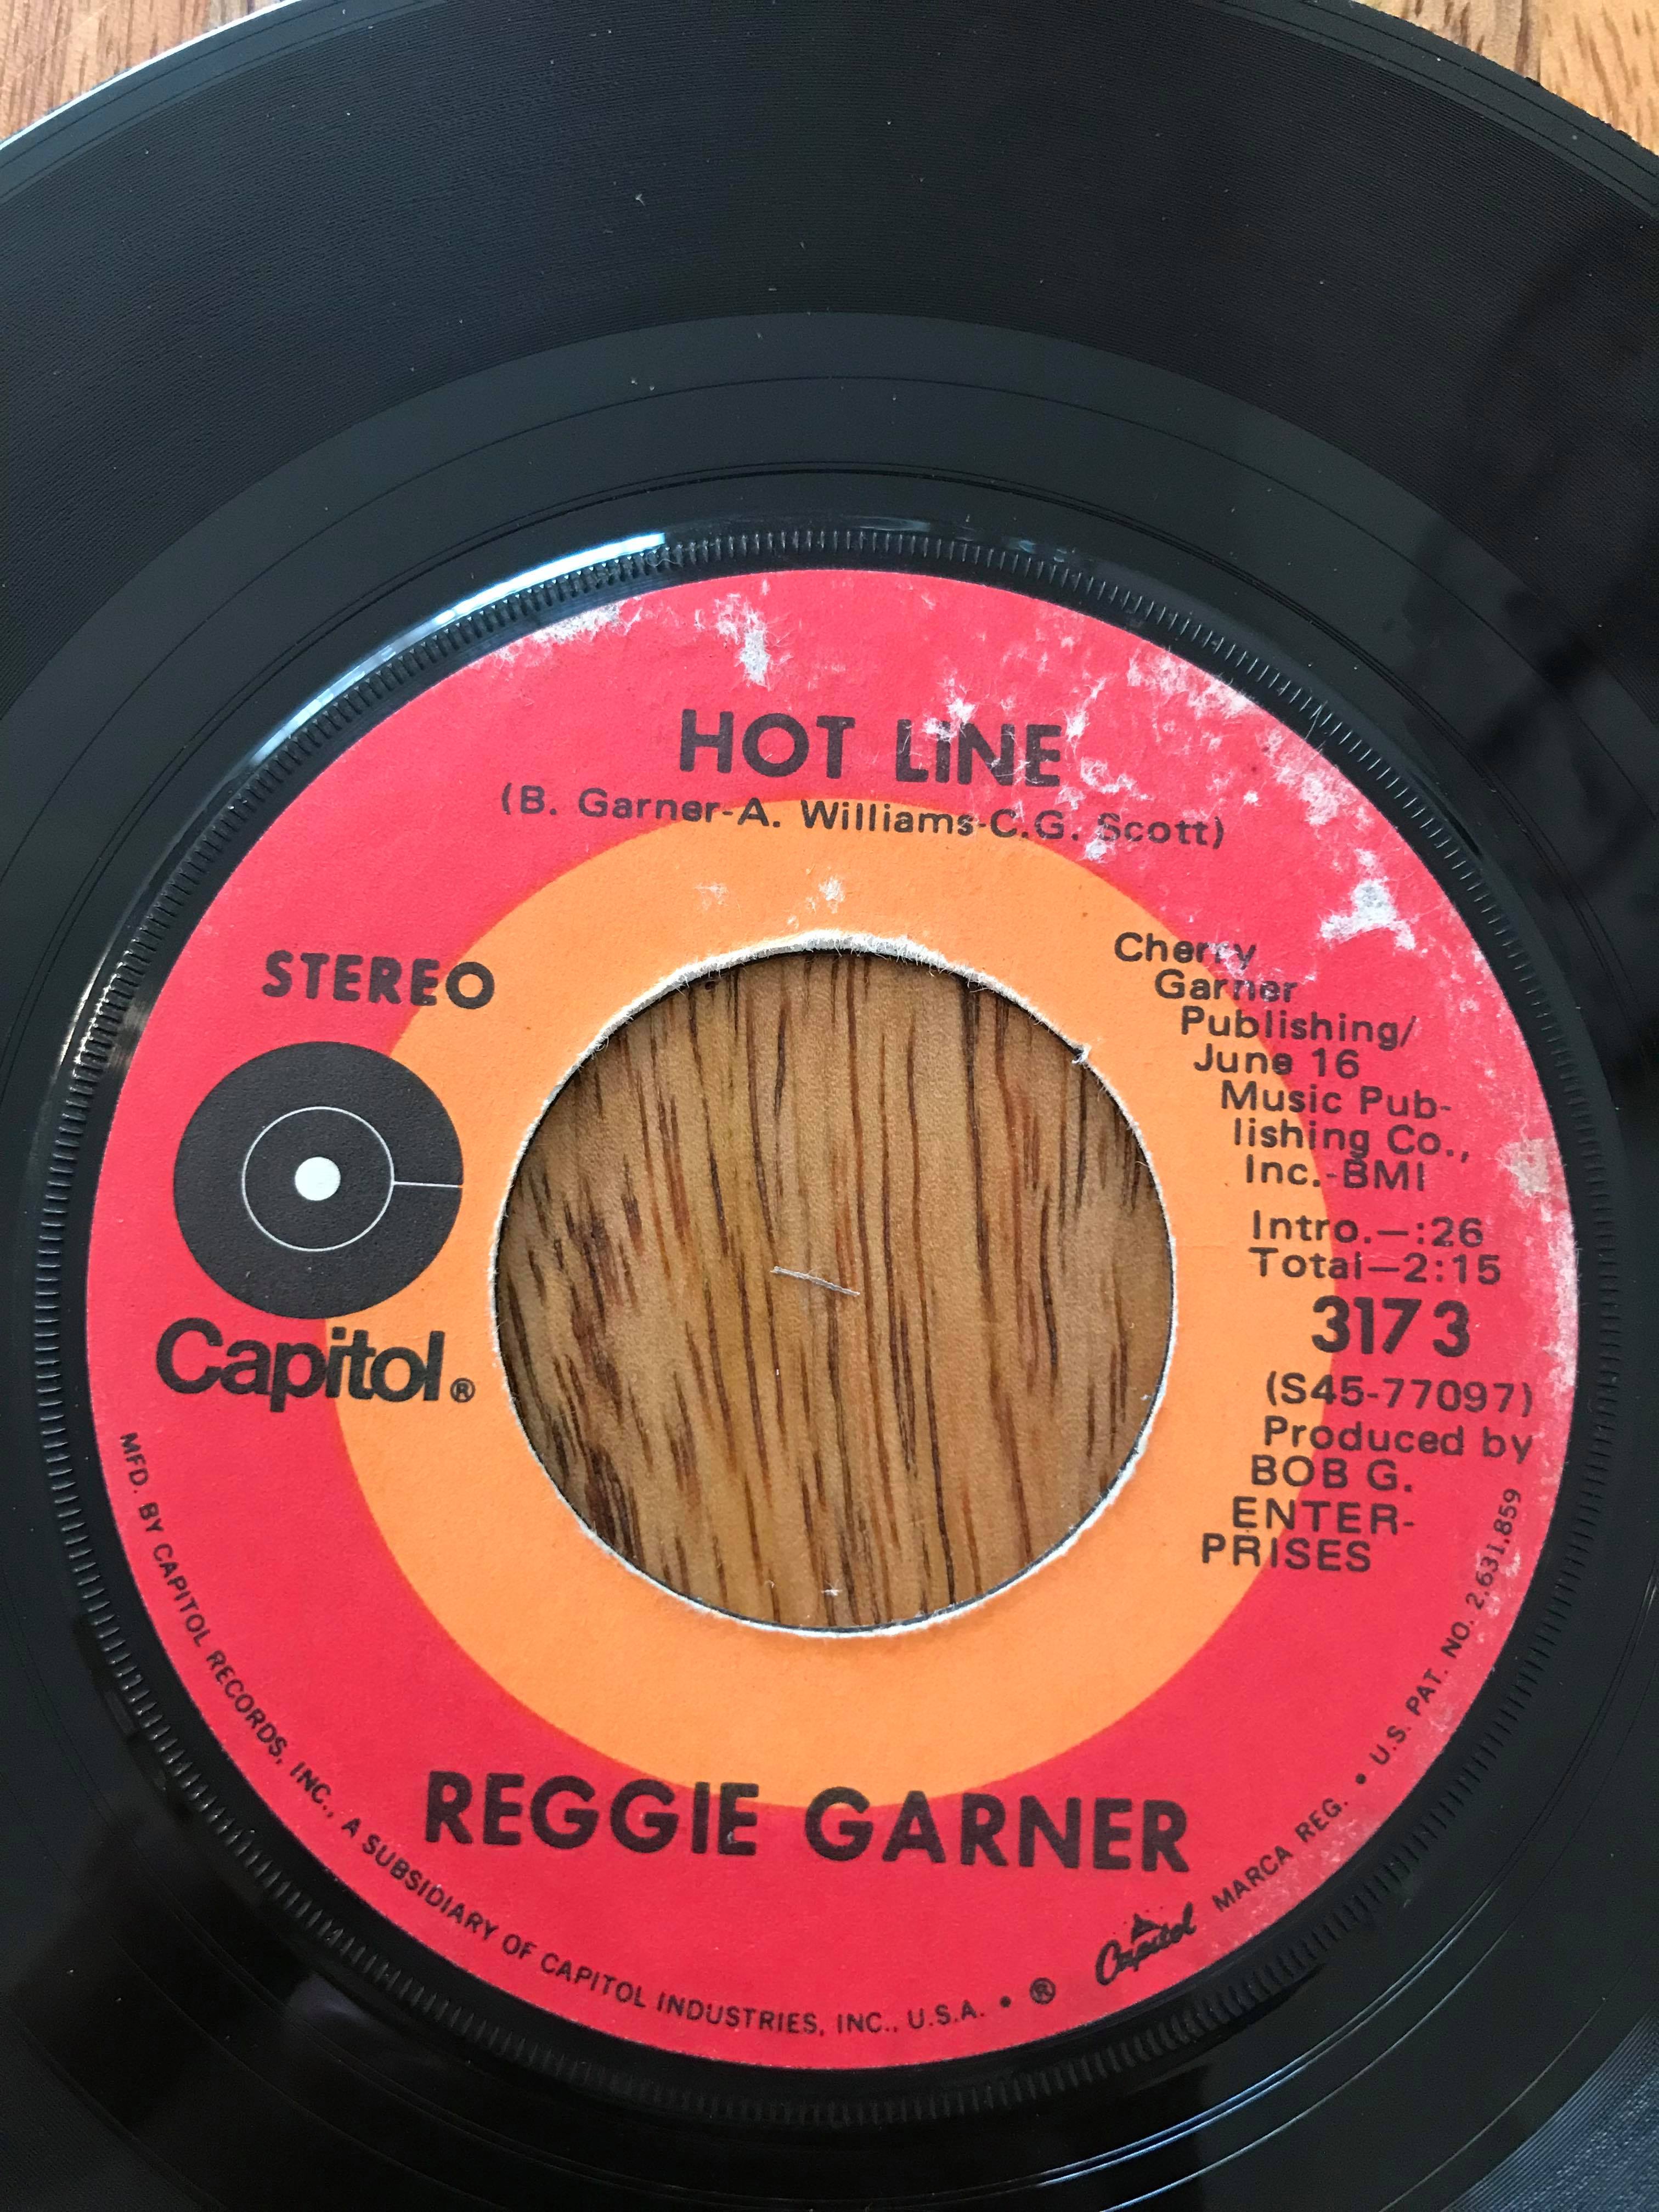 HOT LINE
(B. Garner-A. Williams-C.G. Scott)
STEREO
Capitol®
Cherry
Garner
Publishing/
June 16
Music Pub-
lishing Co.,
Inc.-BMI
Intro.—:26
Total—2:15
3173
(S45-77097)
Produced by
BOB G.
ENTER-
PRISES
REGGIE GARNER
MFD. BY CAPITOL RECORDS, INC., A SUBSIDIARY OF CAPITOL INDUSTRIES, INC., U.S.A. • ® Capitol MARCA REG. • U.S. PAT. NO. 2,631,859